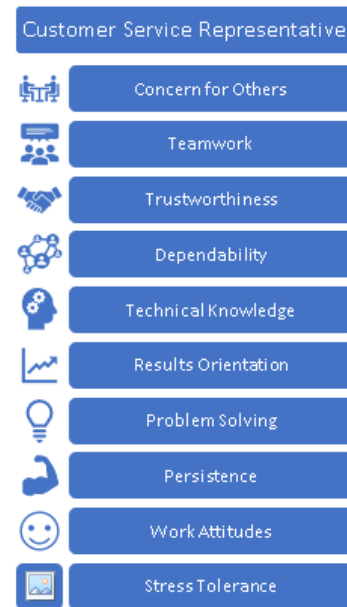 Customer Service Representative
Concern for Others
Teamwork
Trustworthiness
Dependability
Technical Knowledge
Results Orientation
Problem Solving
Persistence
Work Attitudes
Stress Tolerance